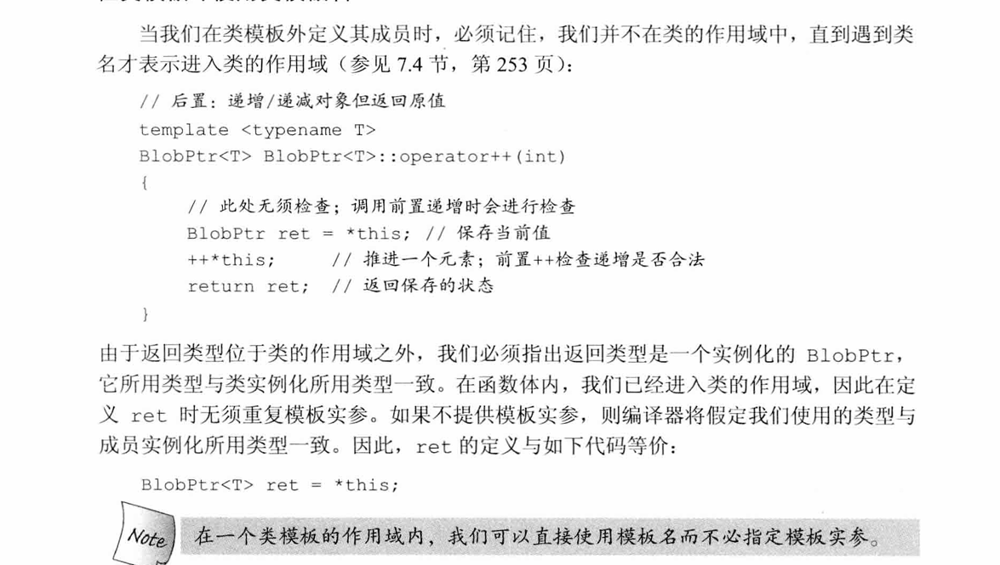 当我们在类模板外定义其成员时，必须记住，我们并不在类的作用域中，直到遇到类
名才表示进入类的作用域（参见 7.4 节，第 253 页）：
// 后置：递增/递减对象但返回原值
template <typename T>
BlobPtr<T> BlobPtr<T>::operator++(int)
{
// 此处无须检查；调用前置递增时会进行检查
BlobPtr ret = *this; // 保存当前值
++*this; // 推进一个元素；前置++检查递增是否合法
return ret; // 返回保存的状态
}
由于返回类型位于类的作用域之外，我们必须指出返回类型是一个实例化的 BlobPtr，
它所用类型与类实例化所用类型一致。在函数体内，我们已经进入类的作用域，因此在定
义 ret 时无须重复模板实参。如果不提供模板实参，则编译器将假定我们使用的类型与
成员实例化所用类型一致。因此，ret 的定义与如下代码等价：
BlobPtr<T> ret = *this;
Note 在一个类模板的作用域内，我们可以直接使用模板名而不必指定模板实参。